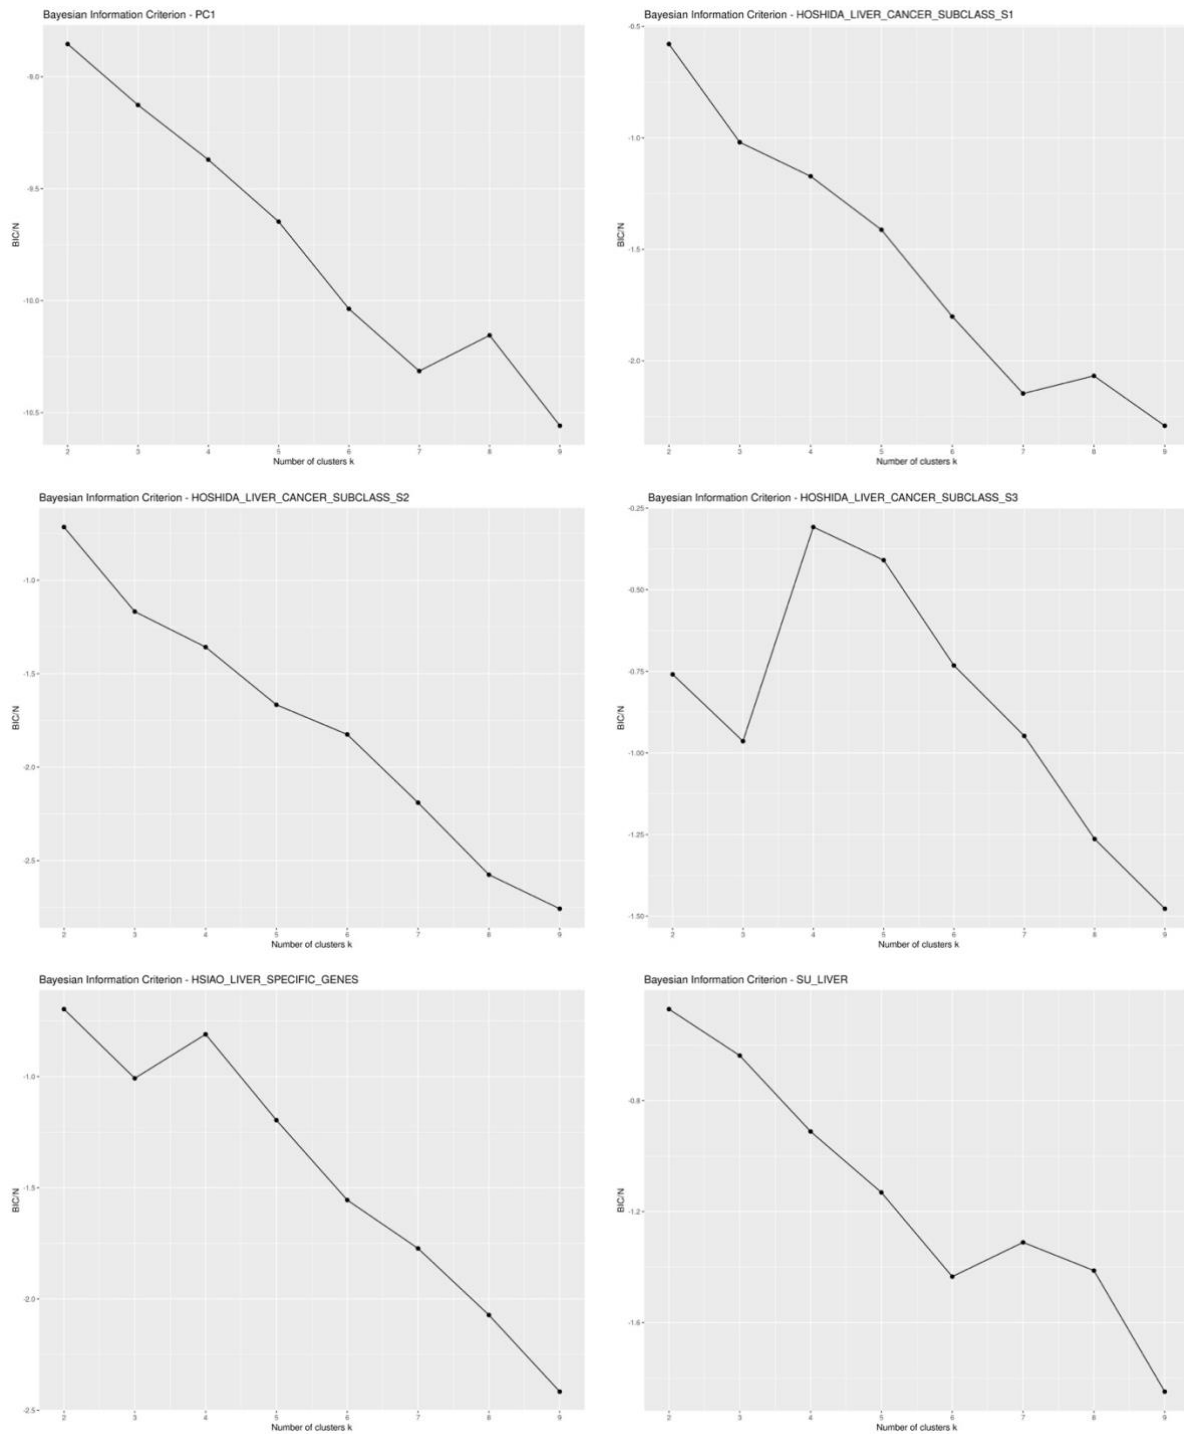 Bayesian Information Criterion - PC1
BIC/N
-9.0
-9.5
-10.0
-10.5
2 3 4 5 6 7 8 9
Number of clusters k
Bayesian Information Criterion - HOSHIDA_LIVER_CANCER_SUBCLASS_S1
BIC/N
-0.5
-1.0
-1.5
-2.0
2 3 4 5 6 7 8 9
Number of clusters k
Bayesian Information Criterion - HOSHIDA_LIVER_CANCER_SUBCLASS_S2
BIC/N
-1.0
-1.5
-2.0
-2.5
2 3 4 5 6 7 8 9
Number of clusters k
Bayesian Information Criterion - HOSHIDA_LIVER_CANCER_SUBCLASS_S3
BIC/N
-0.25
-0.50
-0.75
-1.00
-1.25
-1.50
2 3 4 5 6 7 8 9
Number of clusters k
Bayesian Information Criterion - HSIAO_LIVER_SPECIFIC_GENES
BIC/N
-1.0
-1.5
-2.0
-2.5
2 3 4 5 6 7 8 9
Number of clusters k
Bayesian Information Criterion - SU_LIVER
BIC/N
-0.8
-1.2
-1.6
2 3 4 5 6 7 8 9
Number of clusters k